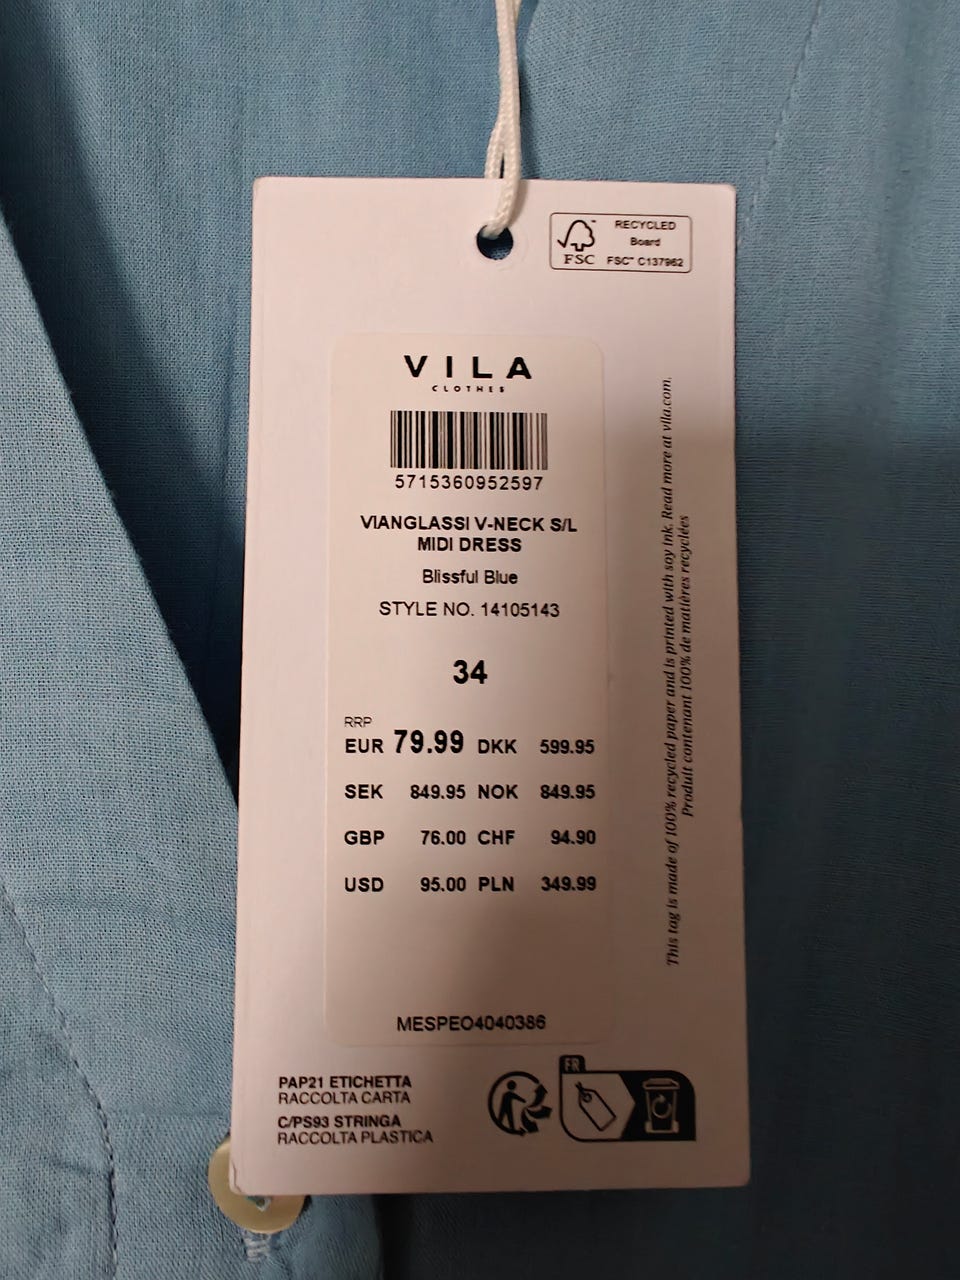 RECYCLED
Board
FSC™ C137962
FSC
VILA
CLOTHES
5715360952597
VIANGLASSI V-NECK S/L
MIDI DRESS
Blissful Blue
STYLE NO. 14105143
34
RRP
EUR 79.99 DKK 599.95
SEK 849.95 NOK 849.95
GBP 76.00 CHF 94.90
USD 95.00 PLN 349.99
MESPEO4040386
This tag is made of 100% recycled paper and is printed with soy ink. Read more at vila.com.
Produit contenant 100% de matières recyclées
PAP21 ETICHETTA
RACCOLTA CARTA
C/PS93 STRINGA
RACCOLTA PLASTICA
FR